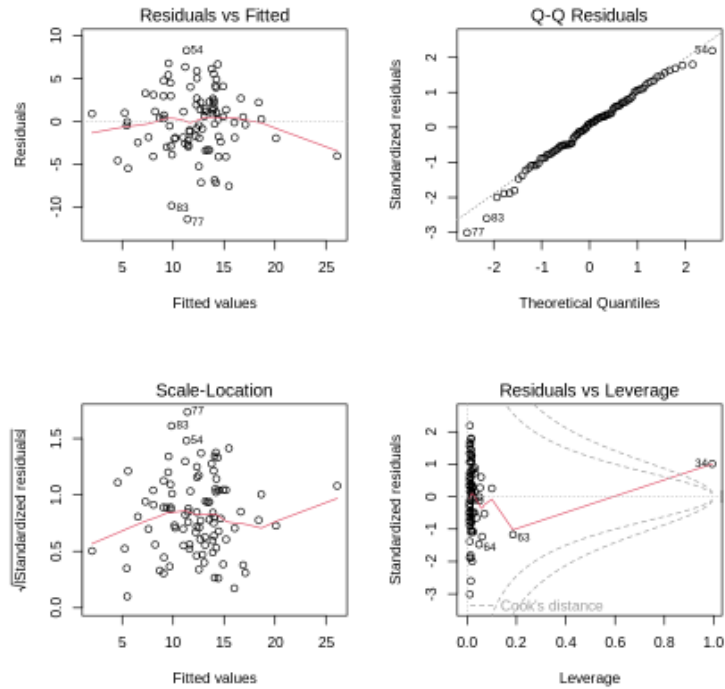 Residuals vs Fitted
Residuals
10
5
0
-5
-10
54
83
77
5 10 15 20 25
Fitted values
Q-Q Residuals
Standardized residuals
2
1
0
-1
-2
-3
54
83
77
-2 -1 0 1 2
Theoretical Quantiles
Scale-Location
√|Standardized residuals|
1.5
1.0
0.5
0.0
77
83
54
5 10 15 20 25
Fitted values
Residuals vs Leverage
Standardized residuals
2
1
0
-1
-2
-3
34
63
64
Cook's distance
0.0 0.2 0.4 0.6 0.8 1.0
Leverage